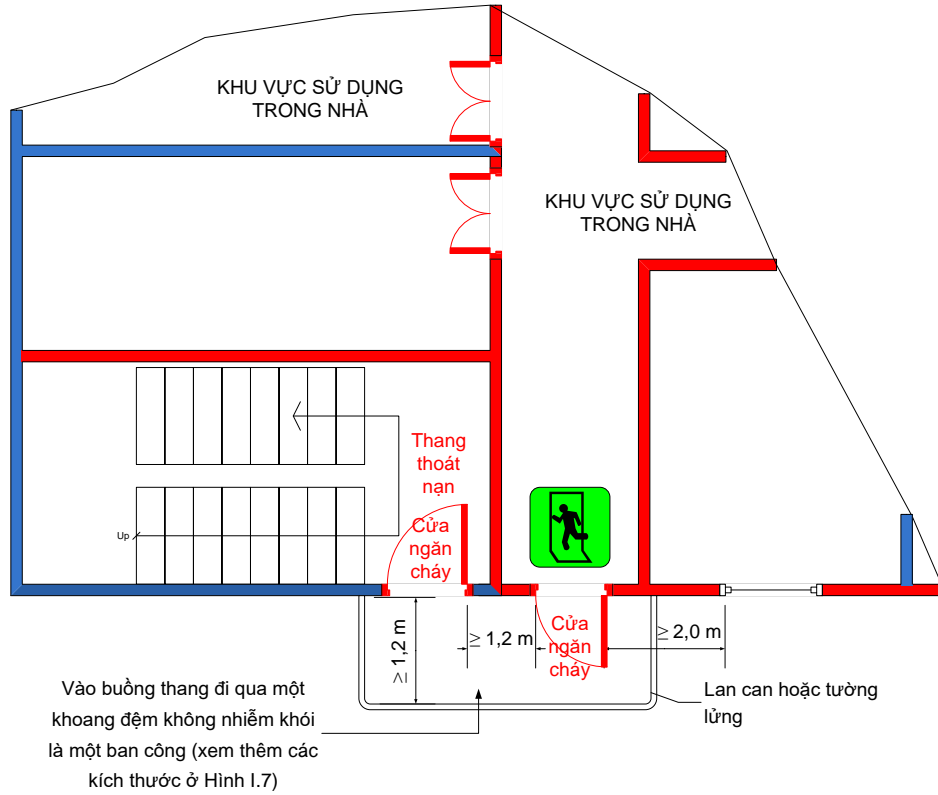 KHU VỰC SỬ DỤNG
TRONG NHÀ
KHU VỰC SỬ DỤNG
TRONG NHÀ
Thang
thoát
nạn
Up
Cửa
ngăn
cháy
≥ 1,2 m
≥ 1,2 m
Cửa
ngăn
cháy
≥ 2,0 m
Vào buồng thang đi qua một
khoang đệm không nhiễm khói
là một ban công (xem thêm các
kích thước ở Hình I.7)
Lan can hoặc tường
lửng